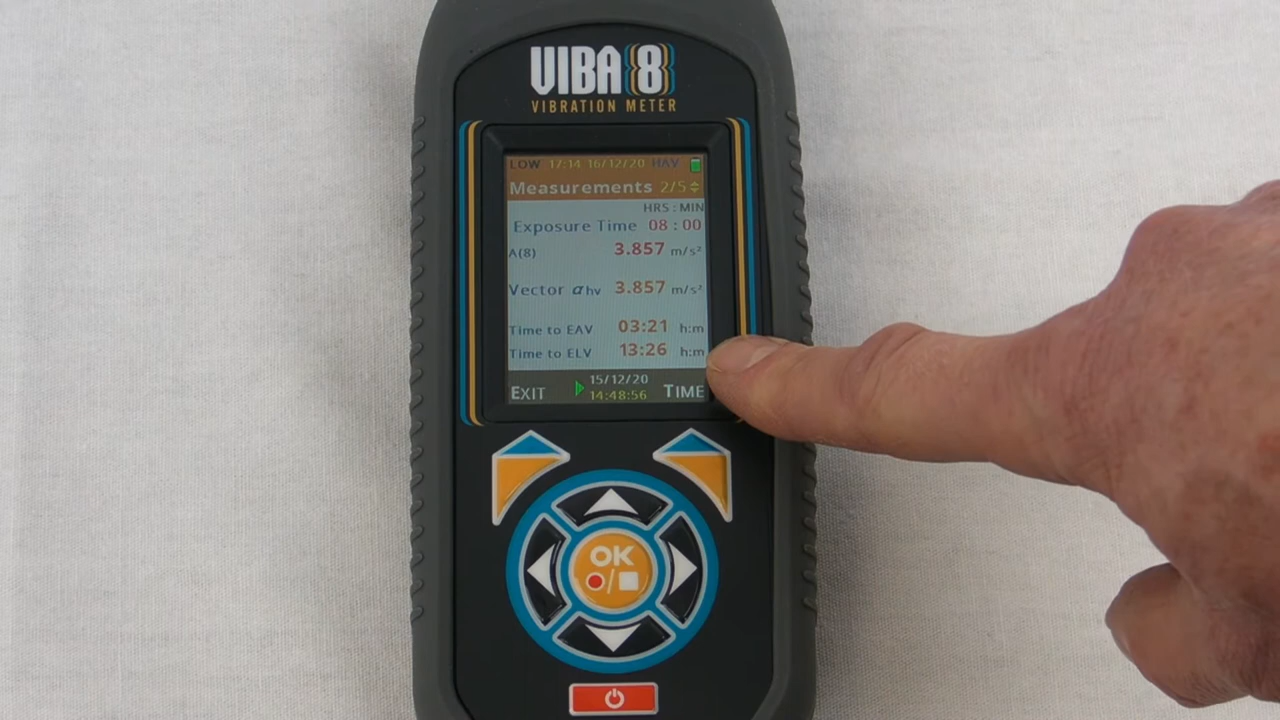 VIBA 8
VIBRATION METER
LOW 17:14 16/12/20 HAV
Measurements 2/5
HRS : MIN
Exposure Time 08 : 00
A(8) 3.857 m/s²
Vector ahv 3.857 m/s²
Time to EAV 03:21 h:m
Time to ELV 13:26 h:m
15/12/20
EXIT 14:48:56 TIME
OK